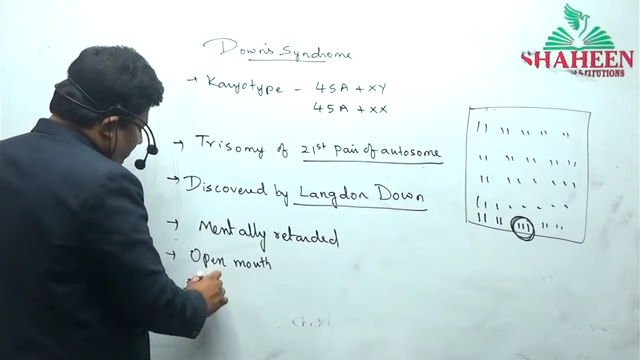 Down's Syndrome
→ Karyotype - 45A + XY
45A + XX
→ Trisomy of 21st pair of autosome
→ Discovered by Langdon Down
→ Mentally retarded
→ Open mouth
SHAHEEN